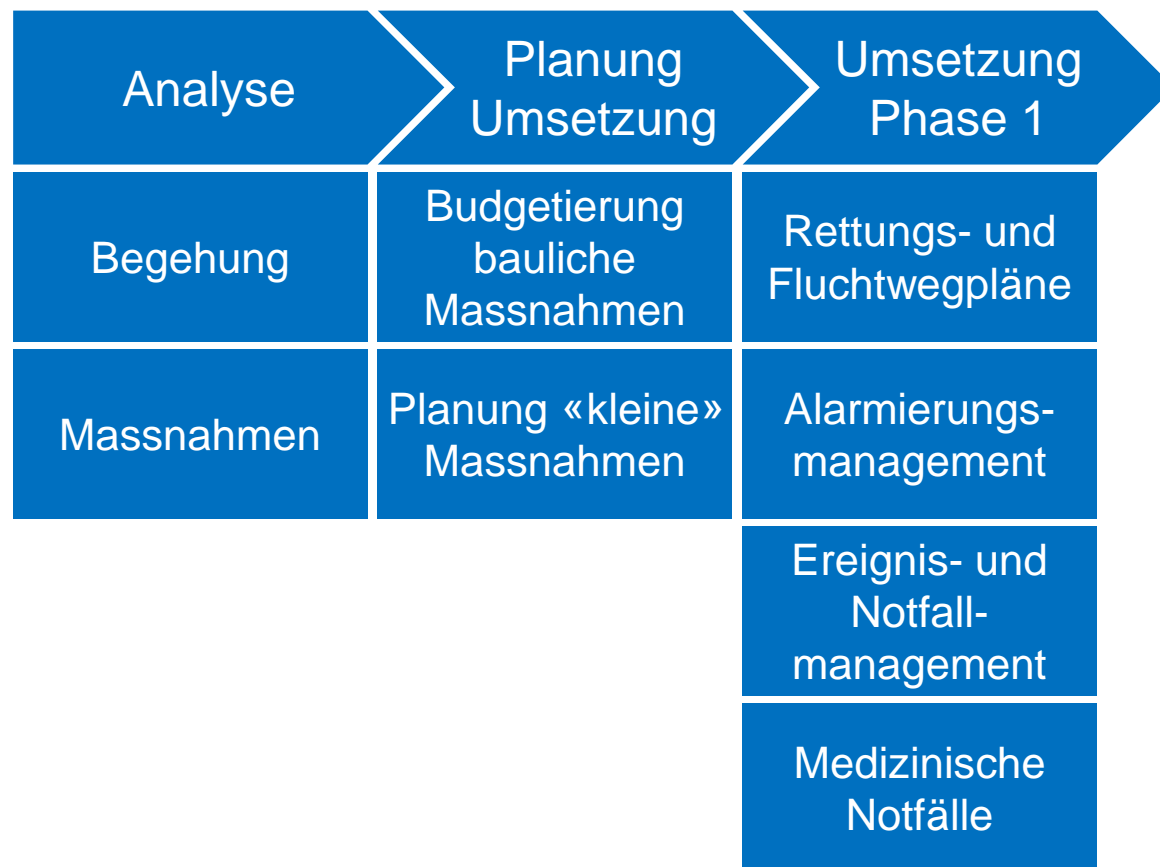 Analyse
Planung
Umsetzung
Umsetzung
Phase 1
Begehung
Budgetierung
bauliche
Massnahmen
Rettungs- und
Fluchtwegpläne
Massnahmen
Planung «kleine»
Massnahmen
Alarmierungs-
management
Ereignis- und
Notfall-
management
Medizinische
Notfälle